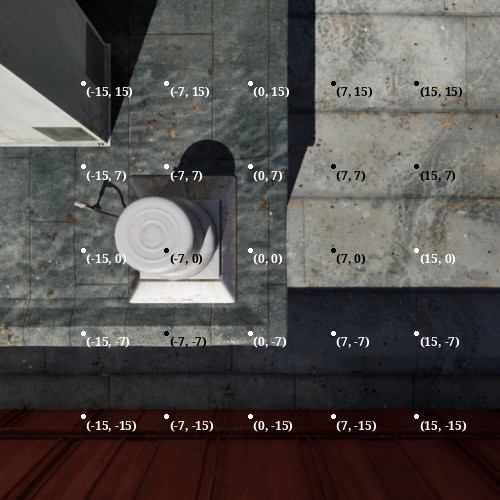 (-15, 15) (-7, 15) (0, 15) (7, 15) (15, 15)
(-15, 7) (-7, 7) (0, 7) (7, 7) (15, 7)
(-15, 0) (-7, 0) (0, 0) (7, 0) (15, 0)
(-15, -7) (-7, -7) (0, -7) (7, -7) (15, -7)
(-15, -15) (-7, -15) (0, -15) (7, -15) (15, -15)